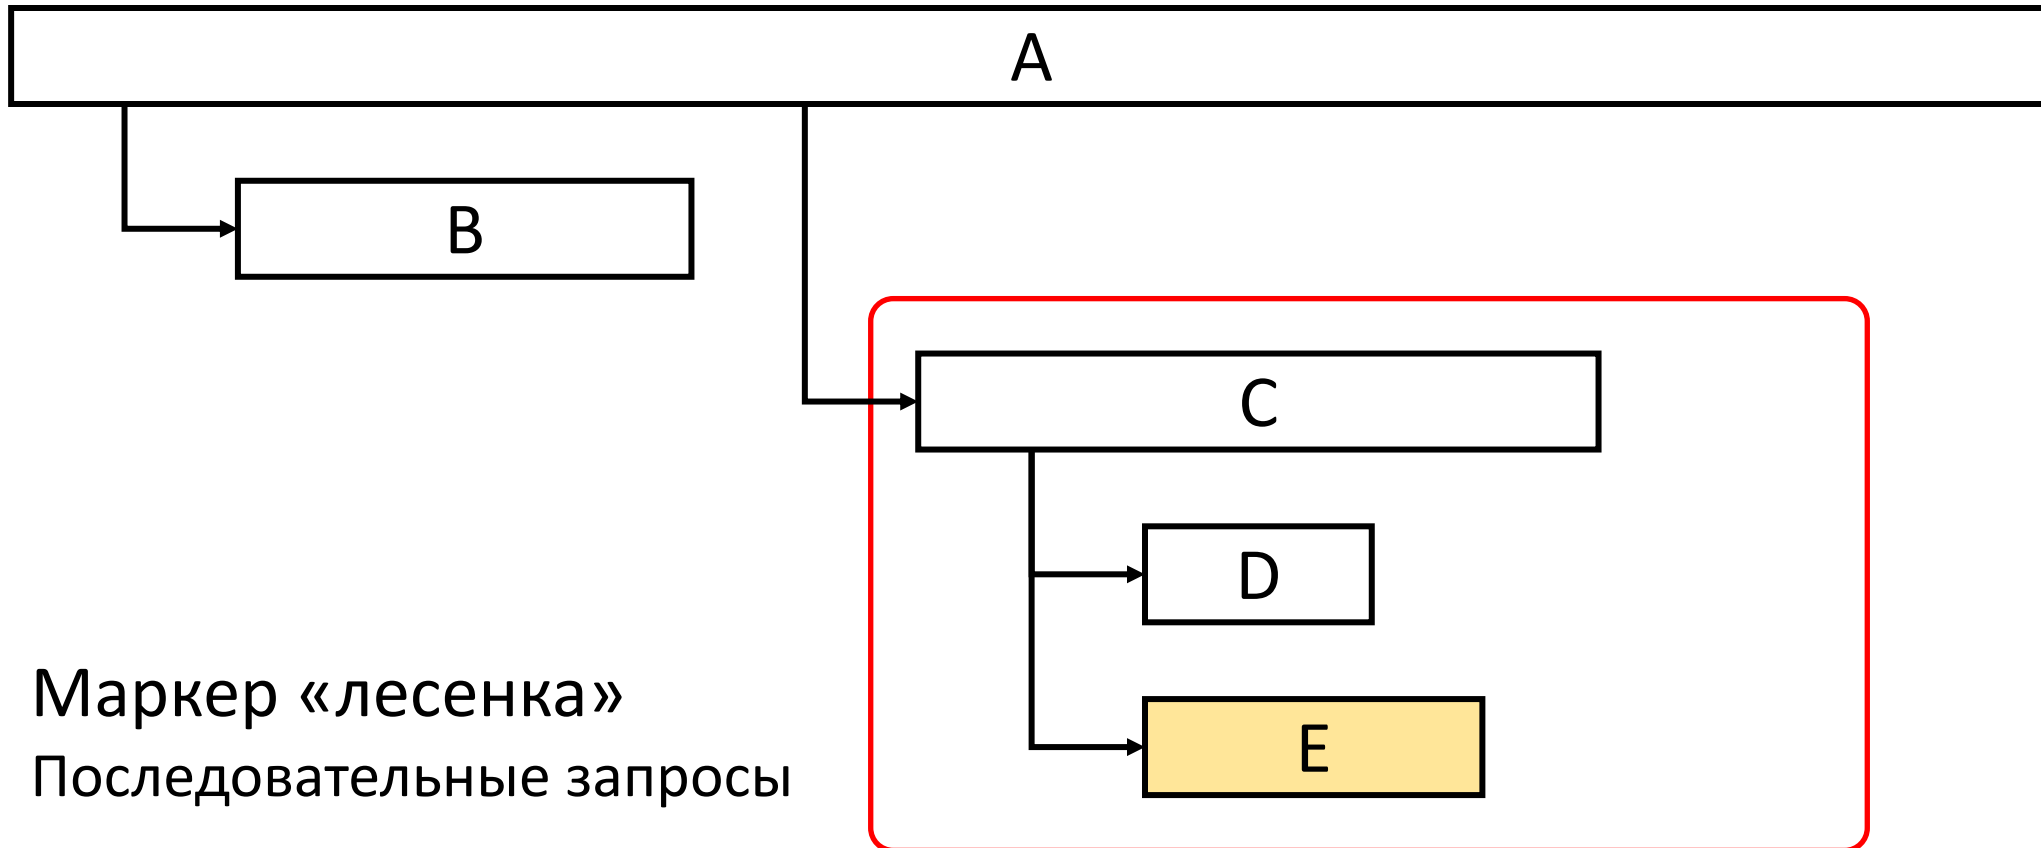 A
B
C
D
E
Маркер «лесенка»
Последовательные запросы